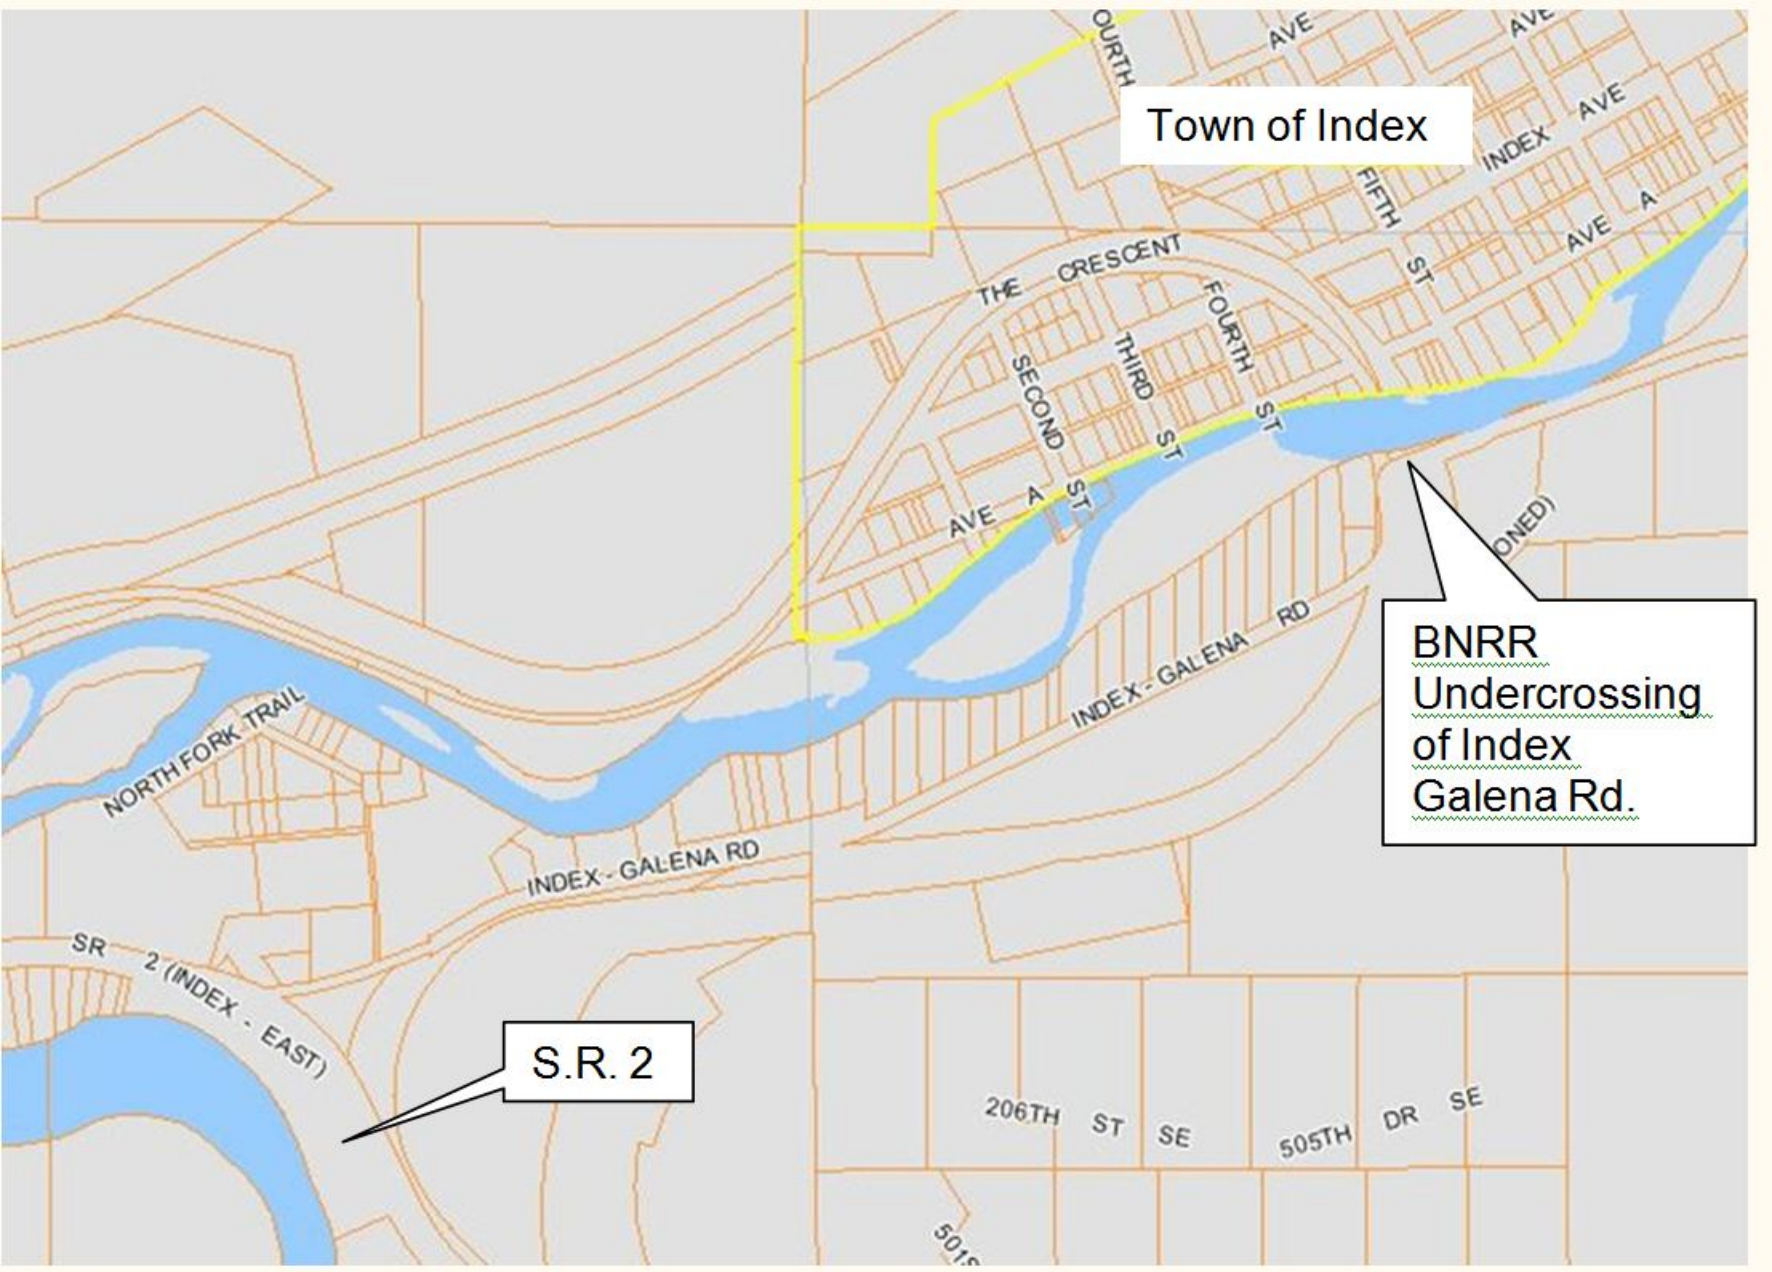 OURTH
AVE
AVE
Town of Index
INDEX AVE
FIFTH ST
AVE A
THE CRESCENT
FOURTH ST
THIRD ST
SECOND ST
AVE A
ONED)
INDEX - GALENA RD
BNRR
Undercrossing
of Index
Galena Rd.
NORTH FORK TRAIL
INDEX - GALENA RD
SR 2 (INDEX - EAST)
S.R. 2
206TH ST SE
505TH DR SE
501S